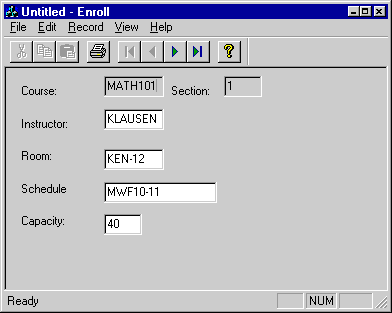 Untitled - Enroll
File Edit Record View Help
?
Course: MATH101 Section: 1
Instructor: KLAUSEN
Room: KEN-12
Schedule MWF10-11
Capacity: 40
Ready NUM